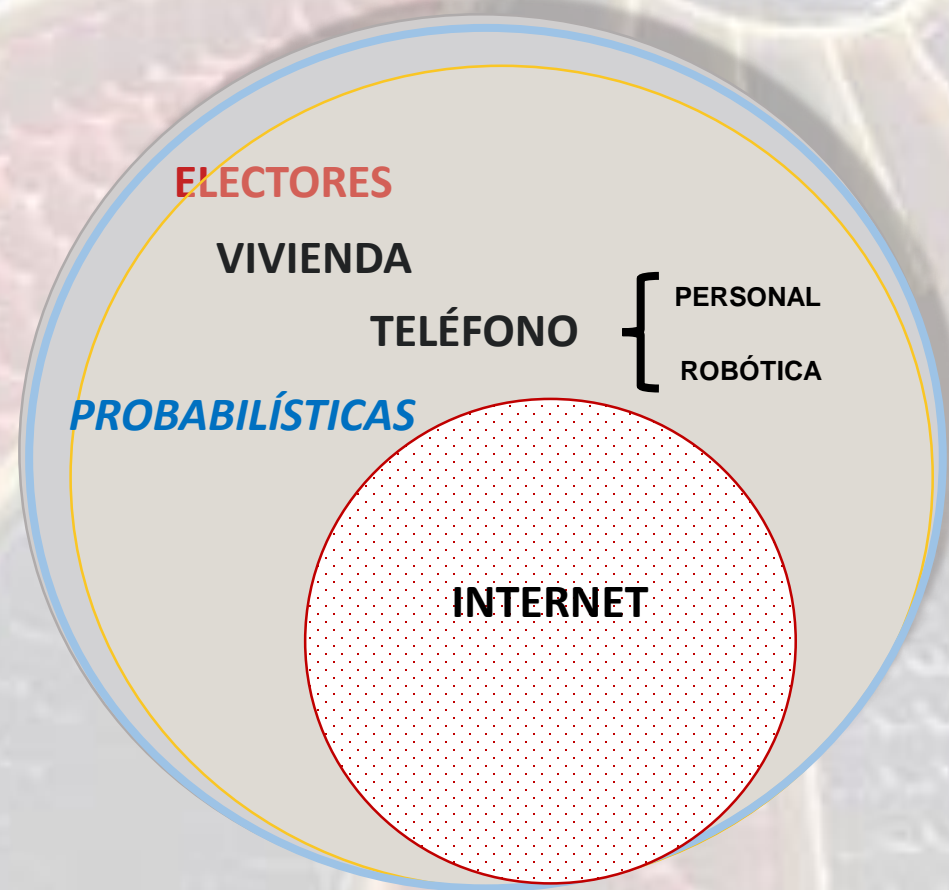 ELECTORES
VIVIENDA
TELÉFONO
PERSONAL
ROBÓTICA
PROBABILÍSTICAS
INTERNET